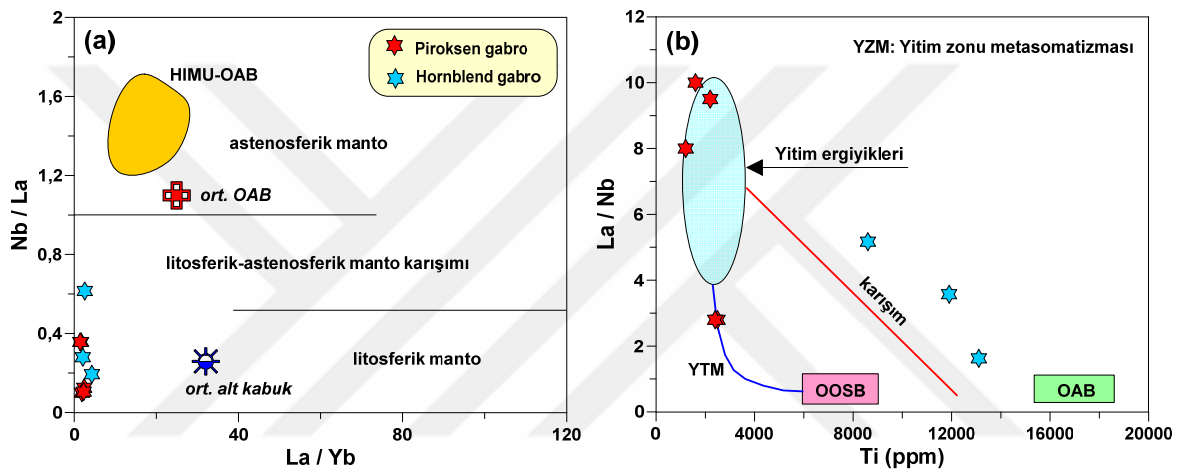 (a)
HIMU-OAB
Piroksen gabro
Hornblend gabro
astenosferik manto
ort. OAB
litosferik-astenosferik manto karışımı
litosferik manto
ort. alt kabuk
Nb / La
2
1,6
1,2
0,8
0,4
0
0
40
80
120
La / Yb
(b)
YZM: Yitim zonu metasomatizması
Yitim ergiyikleri
karışım
YTM
OOSB
OAB
La / Nb
12
10
8
6
4
2
0
0
4000
8000
12000
16000
20000
Ti (ppm)